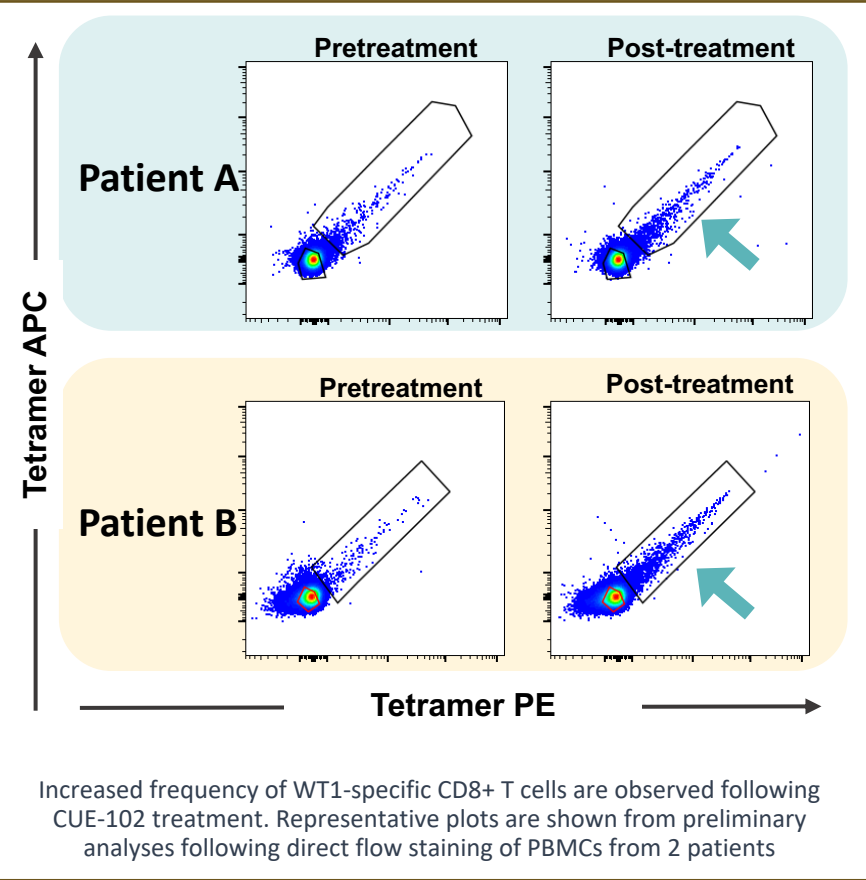 Pretreatment
Post-treatment
Patient A
Tetramer APC
Pretreatment
Post-treatment
Patient B
Tetramer PE
Increased frequency of WT1-specific CD8+ T cells are observed following
CUE-102 treatment. Representative plots are shown from preliminary
analyses following direct flow staining of PBMCs from 2 patients